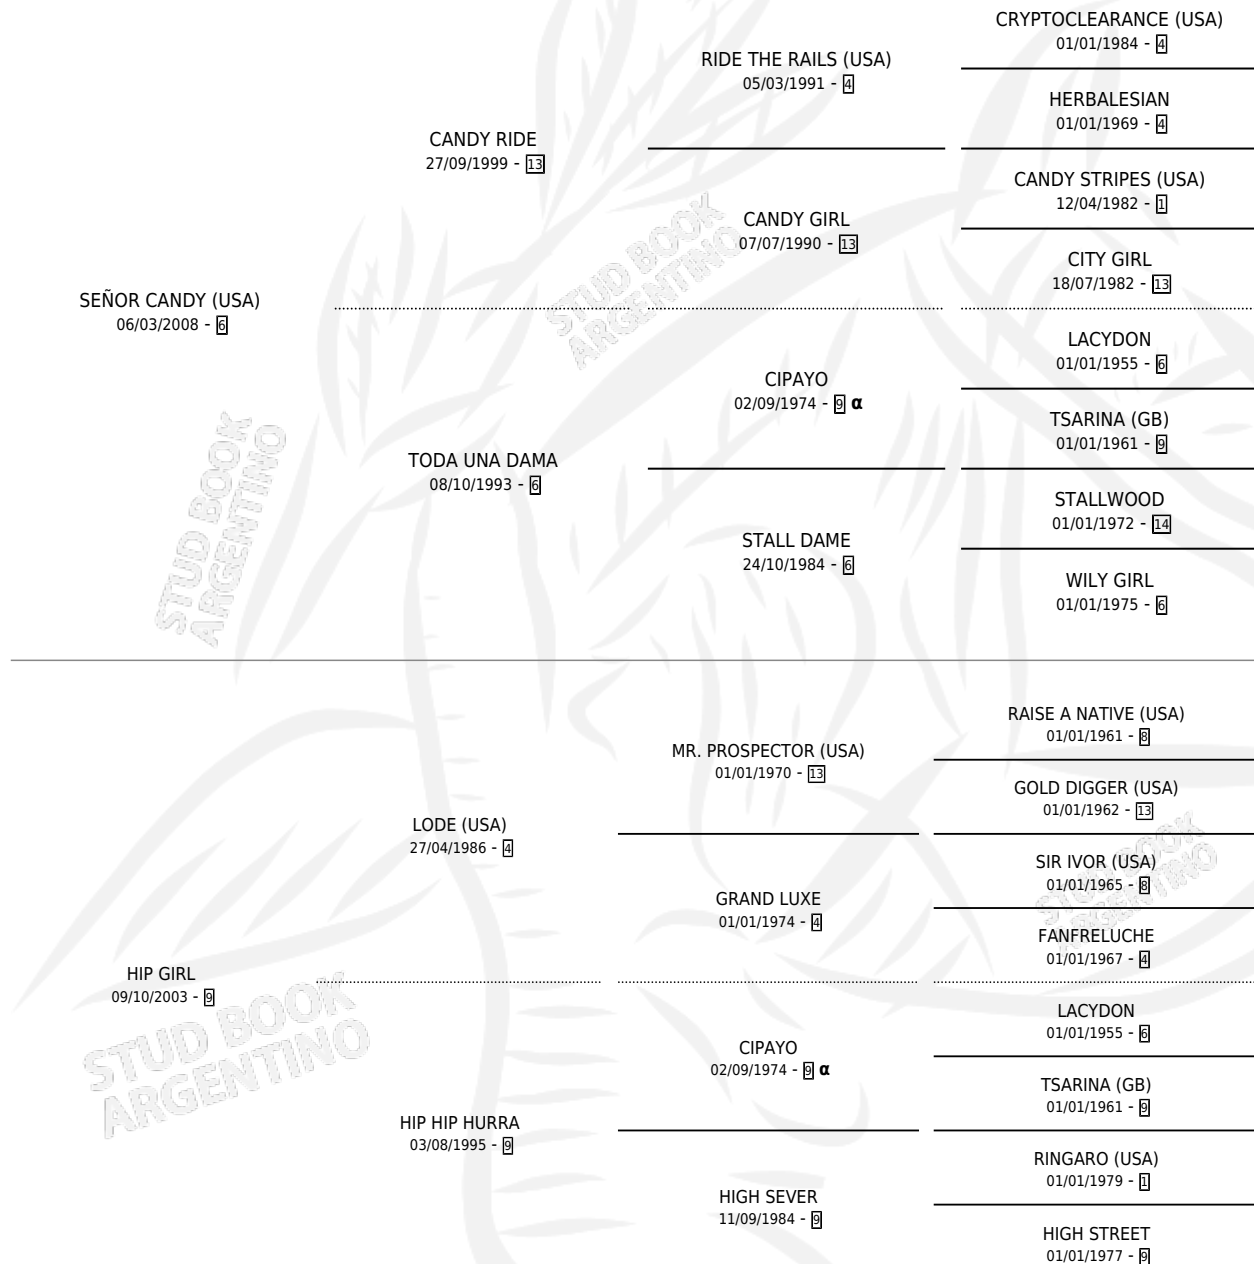 CRYPTOCLEARANCE (USA)
01/01/1984 - 4
RIDE THE RAILS (USA)
05/03/1991 - 4
HERBALESIAN
01/01/1969 - 4
CANDY RIDE
27/09/1999 - 13
CANDY STRIPES (USA)
12/04/1982 - 1
CANDY GIRL
07/07/1990 - 13
CITY GIRL
18/07/1982 - 13
SEÑOR CANDY (USA)
06/03/2008 - 6
LACYDON
01/01/1955 - 6
CIPAYO
02/09/1974 - 9 α
TSARINA (GB)
01/01/1961 - 9
TODA UNA DAMA
08/10/1993 - 6
STALLWOOD
01/01/1972 - 14
STALL DAME
24/10/1984 - 6
WILY GIRL
01/01/1975 - 6
STUD BOOK
ARGENTINO
STUD BOOK
ARGENTINO
RAISE A NATIVE (USA)
01/01/1961 - 8
MR. PROSPECTOR (USA)
01/01/1970 - 13
GOLD DIGGER (USA)
01/01/1962 - 13
LODE (USA)
27/04/1986 - 4
SIR IVOR (USA)
01/01/1965 - 8
GRAND LUXE
01/01/1974 - 4
FANFRELUCHE
01/01/1967 - 4
HIP GIRL
09/10/2003 - 9
LACYDON
01/01/1955 - 6
CIPAYO
02/09/1974 - 9 α
TSARINA (GB)
01/01/1961 - 9
HIP HIP HURRA
03/08/1995 - 9
RINGARO (USA)
01/01/1979 - 1
HIGH SEVER
11/09/1984 - 9
HIGH STREET
01/01/1977 - 9
STUD BOOK
ARGENTINO
STUD BOOK
ARGENTINO